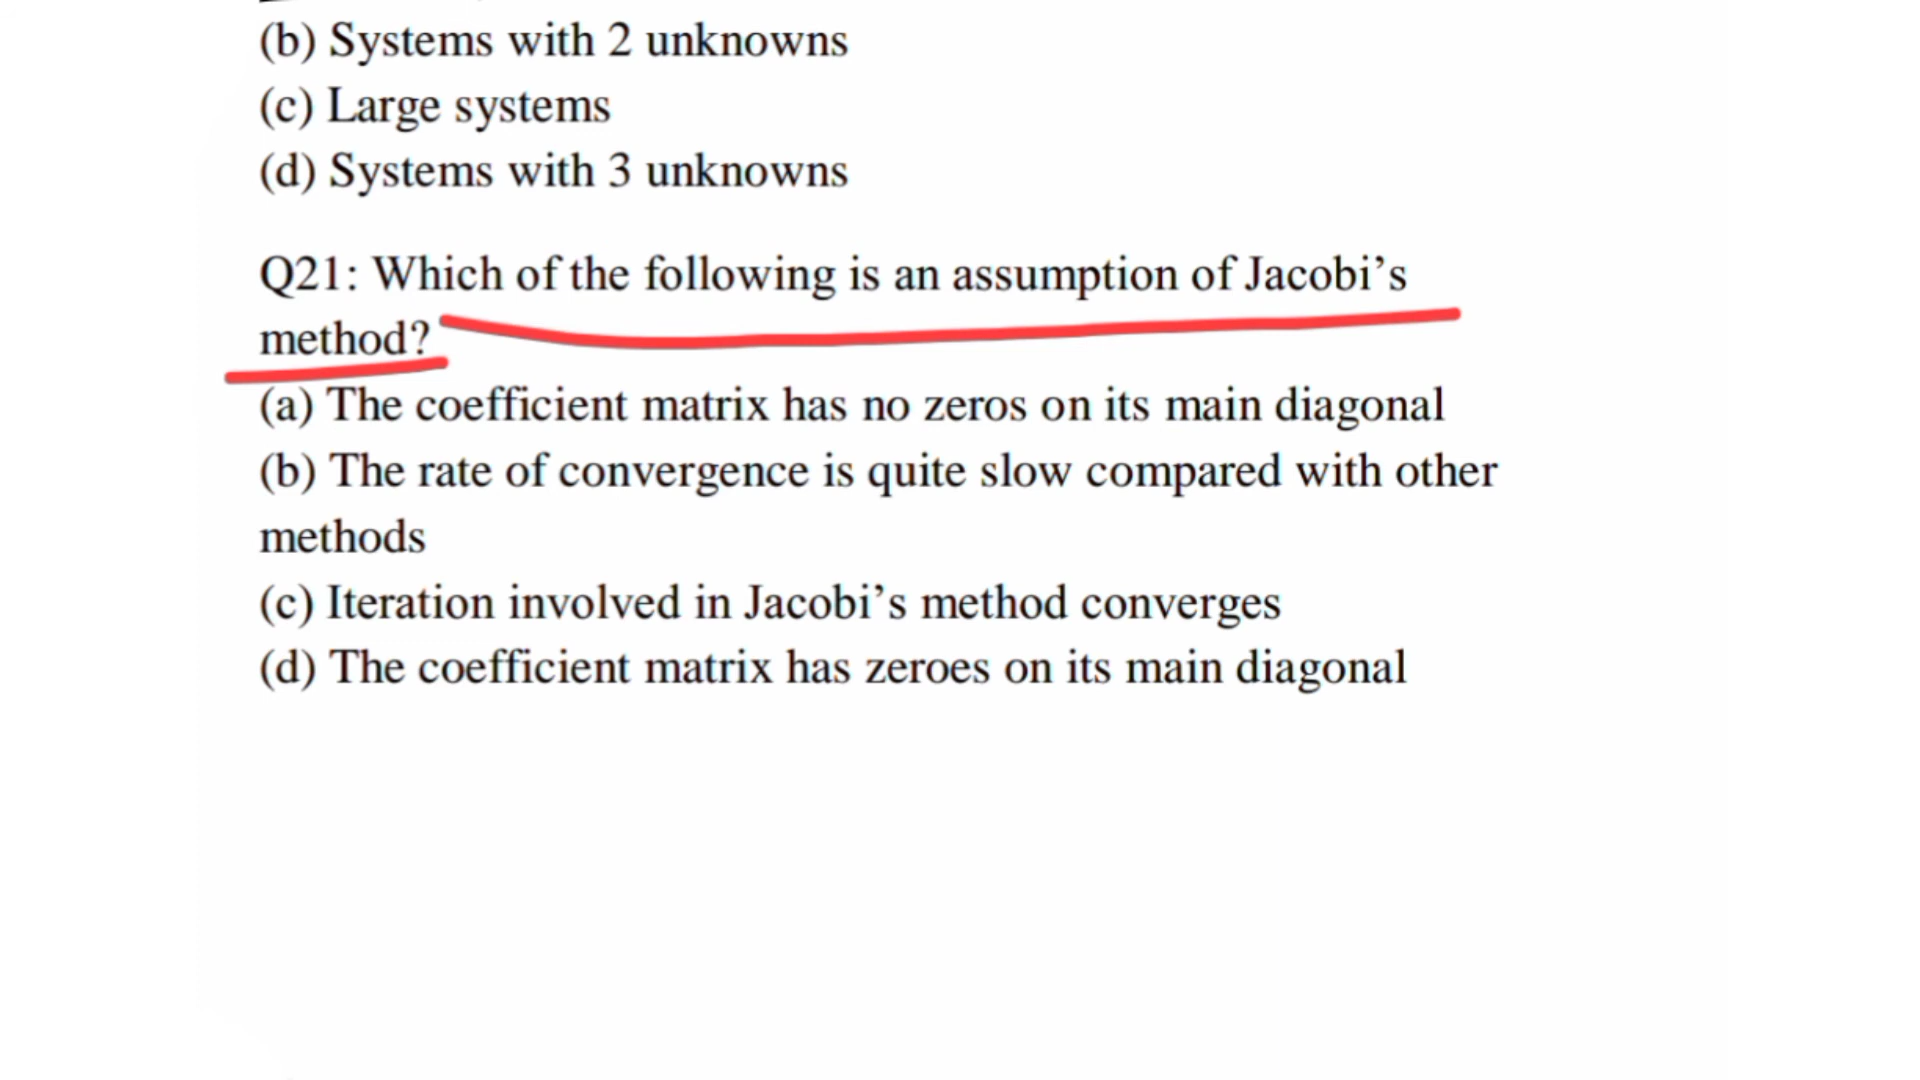 (b) Systems with 2 unknowns
(c) Large systems
(d) Systems with 3 unknowns
Q21: Which of the following is an assumption of Jacobi’s
method?
(a) The coefficient matrix has no zeros on its main diagonal
(b) The rate of convergence is quite slow compared with other
methods
(c) Iteration involved in Jacobi’s method converges
(d) The coefficient matrix has zeroes on its main diagonal